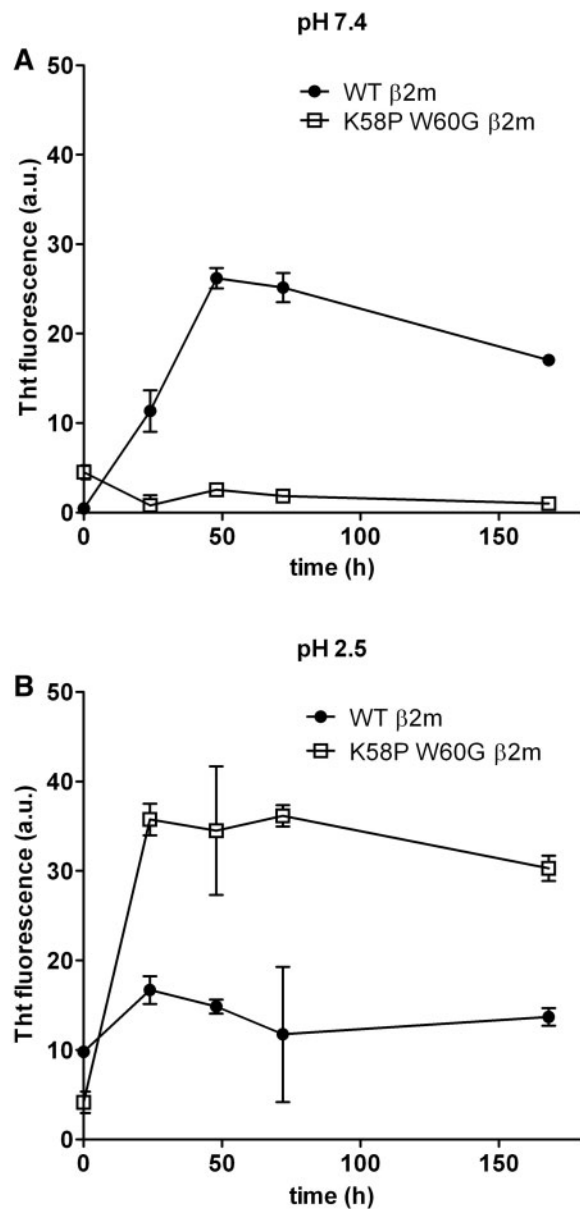 pH 7.4
A
50
40
30
20
10
0
Tht fluorescence (a.u.)
WT β2m
K58P W60G β2m
0 50 100 150
time (h)
pH 2.5
B
50
40
30
20
10
0
Tht fluorescence (a.u.)
WT β2m
K58P W60G β2m
0 50 100 150
time (h)